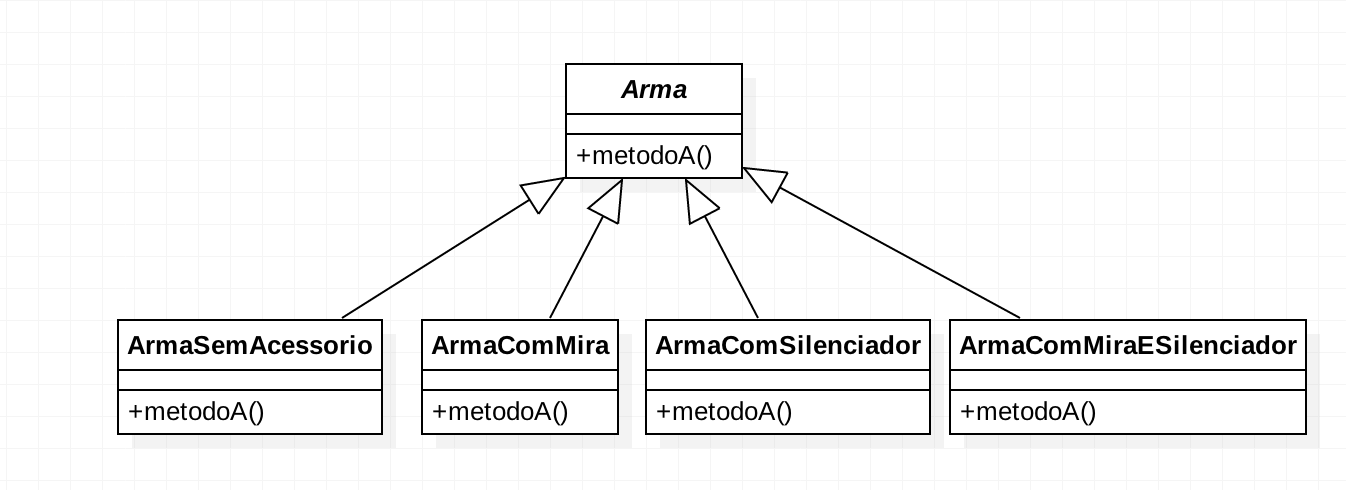 Arma
+metodoA()
ArmaSemAcessorio
+metodoA()
ArmaComMira
+metodoA()
ArmaComSilenciador
+metodoA()
ArmaComMiraESilenciador
+metodoA()